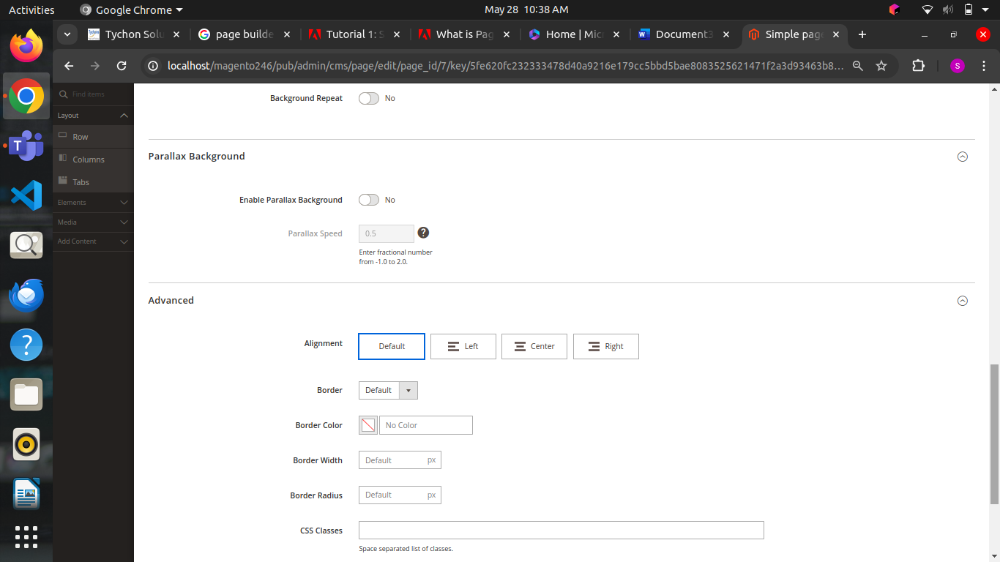 Activities Google Chrome May 28 10:38 AM
Tychon Solu page builde Tutorial 1: S What is Pag Home | Micr Document3 Simple page
localhost/magento246/pub/admin/cms/page/edit/page_id/7/key/5fe620fc232333478d40a9216e179cc5bbd5bae8083525621471f2a3d93463b8... S
Find items
Layout
Row
Columns
Tabs
Elements
Media
Add Content
Background Repeat No
Parallax Background
Enable Parallax Background No
Parallax Speed 0.5 ?
Enter fractional number
from -1.0 to 2.0.
Advanced
Alignment Default Left Center Right
Border Default
Border Color No Color
Border Width Default px
Border Radius Default px
CSS Classes
Space separated list of classes.